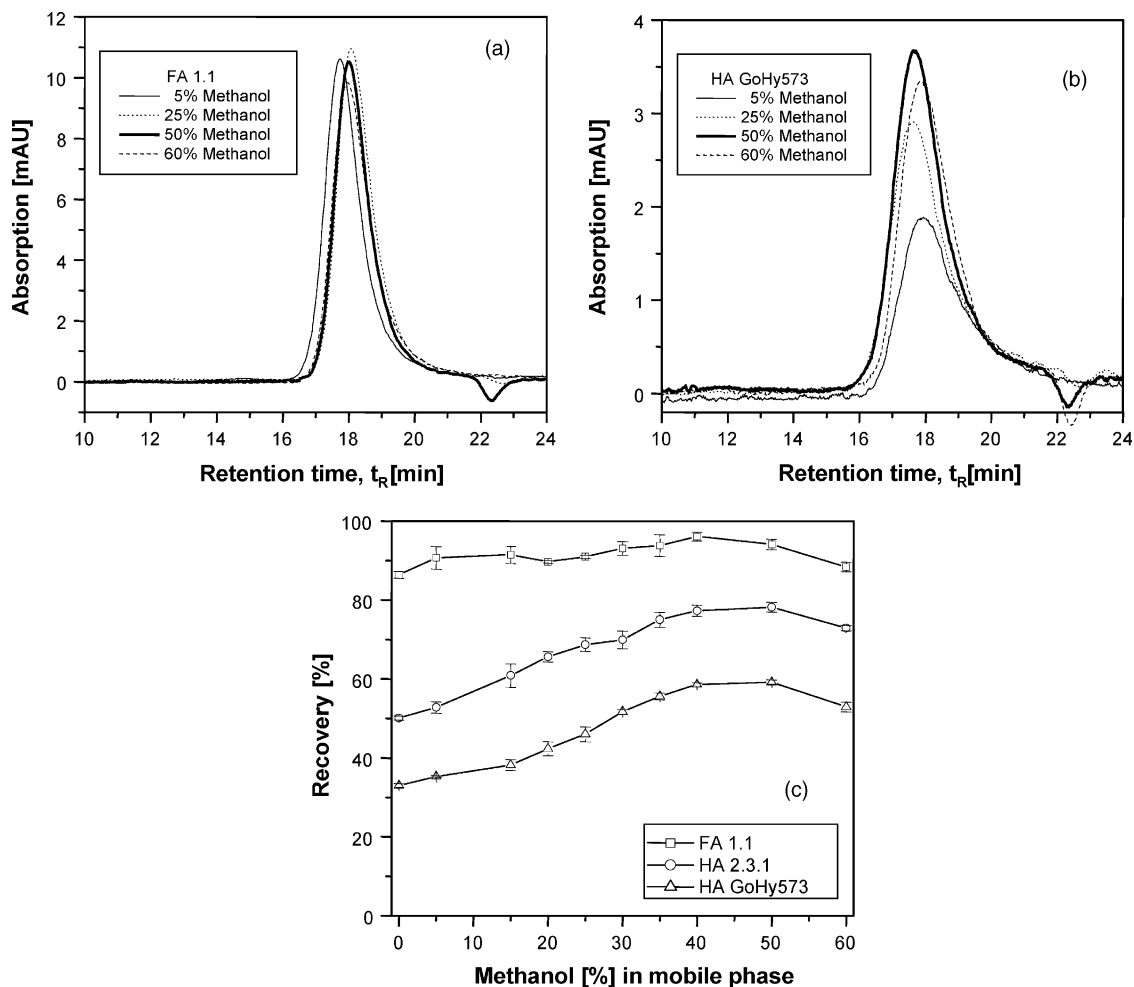 12
10
8
6
4
2
0
Absorption [mAU]
(a)
FA 1.1
5% Methanol
25% Methanol
50% Methanol
60% Methanol
10 12 14 16 18 20 22 24
Retention time, tR[min]
4
3
2
1
0
Absorption [mAU]
(b)
HA GoHy573
5% Methanol
25% Methanol
50% Methanol
60% Methanol
10 12 14 16 18 20 22 24
Retention time, tR[min]
100
80
60
40
20
0
Recovery [%]
(c)
FA 1.1
HA 2.3.1
HA GoHy573
0 10 20 30 40 50 60
Methanol [%] in mobile phase